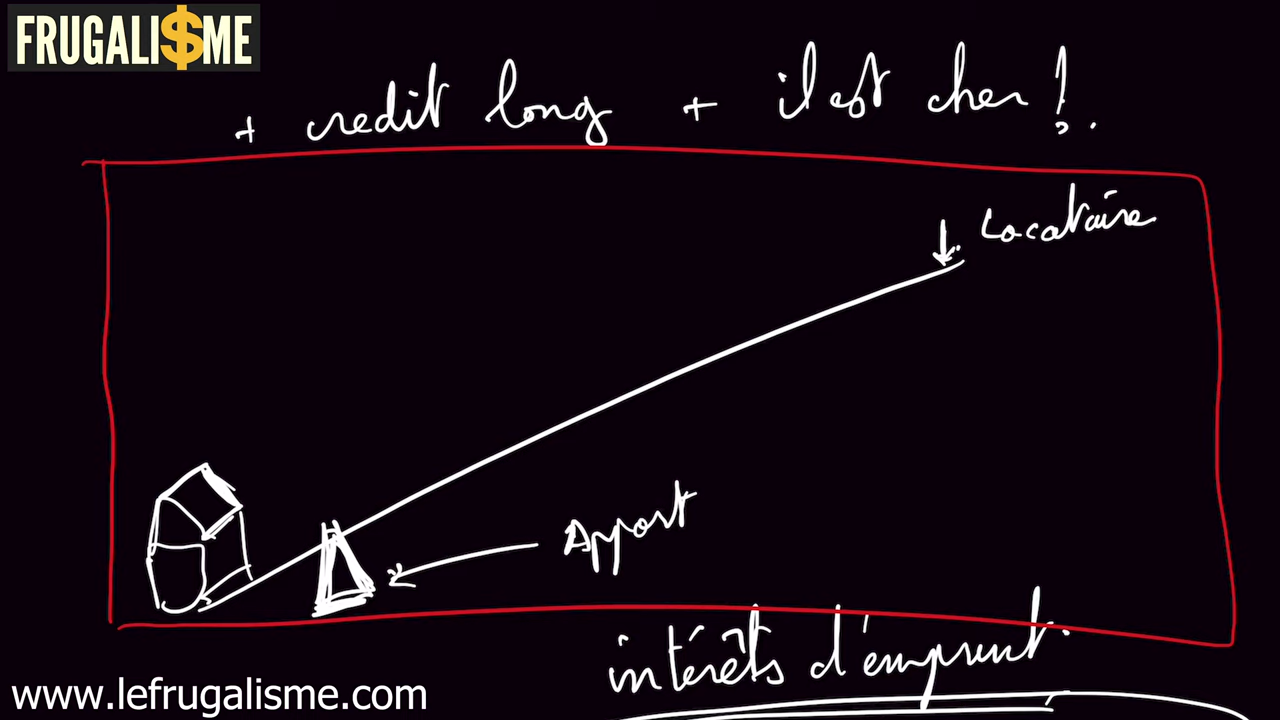 FRUGALI$ME
+ credit long + il est cher !
Locataire
Apport
intérêts d'emprunt.
www.lefrugalisme.com